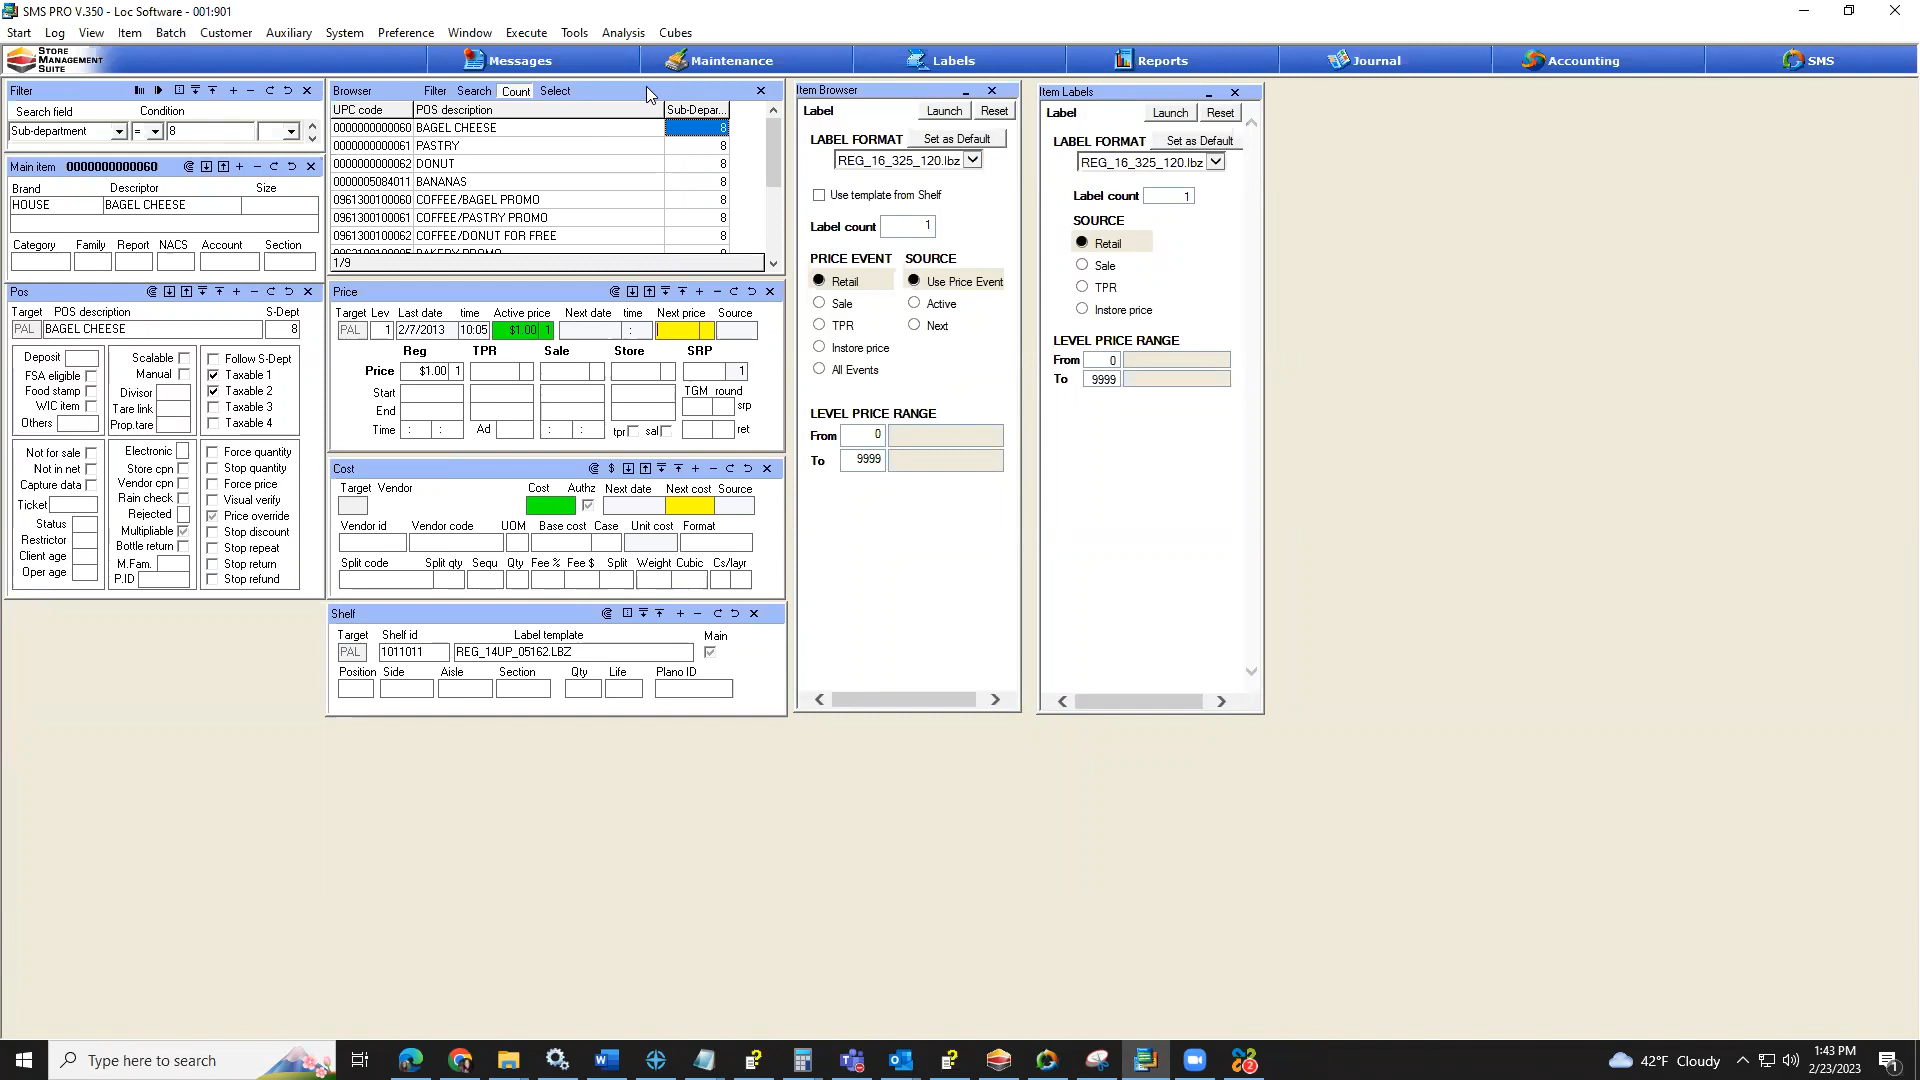 SMS PRO V.350 - Loc Software - 001:901
Start Log View Item Batch Customer Auxiliary System Preference Window Execute Tools Analysis Cubes
STORE MANAGEMENT SUITE
Messages Maintenance Labels Reports Journal Accounting SMS
Filter
Search field Condition
Sub-department = 8
Main item 0000000000060
Brand Descriptor Size
HOUSE BAGEL CHEESE
Category Family Report NACS Account Section
Pos
Target POS description S-Dept
PAL BAGEL CHEESE 8
Deposit
FSA eligible
Food stamp
WIC item
Others
Scalable
Manual
Divisor
Tare link
Prop.tare
Follow S-Dept
Taxable 1
Taxable 2
Taxable 3
Taxable 4
Not for sale
Not in net
Capture data
Ticket
Status
Restrictor
Client age
Oper age
Electronic
Store cpn
Vendor cpn
Rain check
Rejected
Multipliable
Bottle return
M.Fam.
P.ID
Force quantity
Stop quantity
Force price
Visual verify
Price override
Stop discount
Stop repeat
Stop return
Stop refund
Browser Filter Search Count Select
UPC code POS description Sub-Depar...
0000000000060 BAGEL CHEESE 8
0000000000061 PASTRY 8
0000000000062 DONUT 8
0000005084011 BANANAS 8
0961300100060 COFFEE/BAGEL PROMO 8
0961300100061 COFFEE/PASTRY PROMO 8
0961300100062 COFFEE/DONUT FOR FREE 8
1/9
Price
Target Lev Last date time Active price Next date time Next price Source
PAL 1 2/7/2013 10:05 $1.00 1 :
Reg TPR Sale Store SRP
Price $1.00 1 1
Start TGM round
End srp
Time : : Ad : : tpr sal ret
Cost
Target Vendor Cost Authz Next date Next cost Source
Vendor id Vendor code UOM Base cost Case Unit cost Format
Split code Split qty Sequ Qty Fee % Fee $ Split Weight Cubic Cs/layr
Shelf
Target Shelf id Label template Main
PAL 1011011 REG_14UP_05162.LBZ
Position Side Aisle Section Qty Life Plano ID
Item Browser
Label Launch Reset
LABEL FORMAT Set as Default
REG_16_325_120.lbz
Use template from Shelf
Label count 1
PRICE EVENT SOURCE
Retail Use Price Event
Sale Active
TPR Next
Instore price
All Events
LEVEL PRICE RANGE
From 0
To 9999
Item Labels
Label Launch Reset
LABEL FORMAT Set as Default
REG_16_325_120.lbz
Label count 1
SOURCE
Retail
Sale
TPR
Instore price
LEVEL PRICE RANGE
From 0
To 9999
Type here to search
42°F Cloudy
1:43 PM
2/23/2023